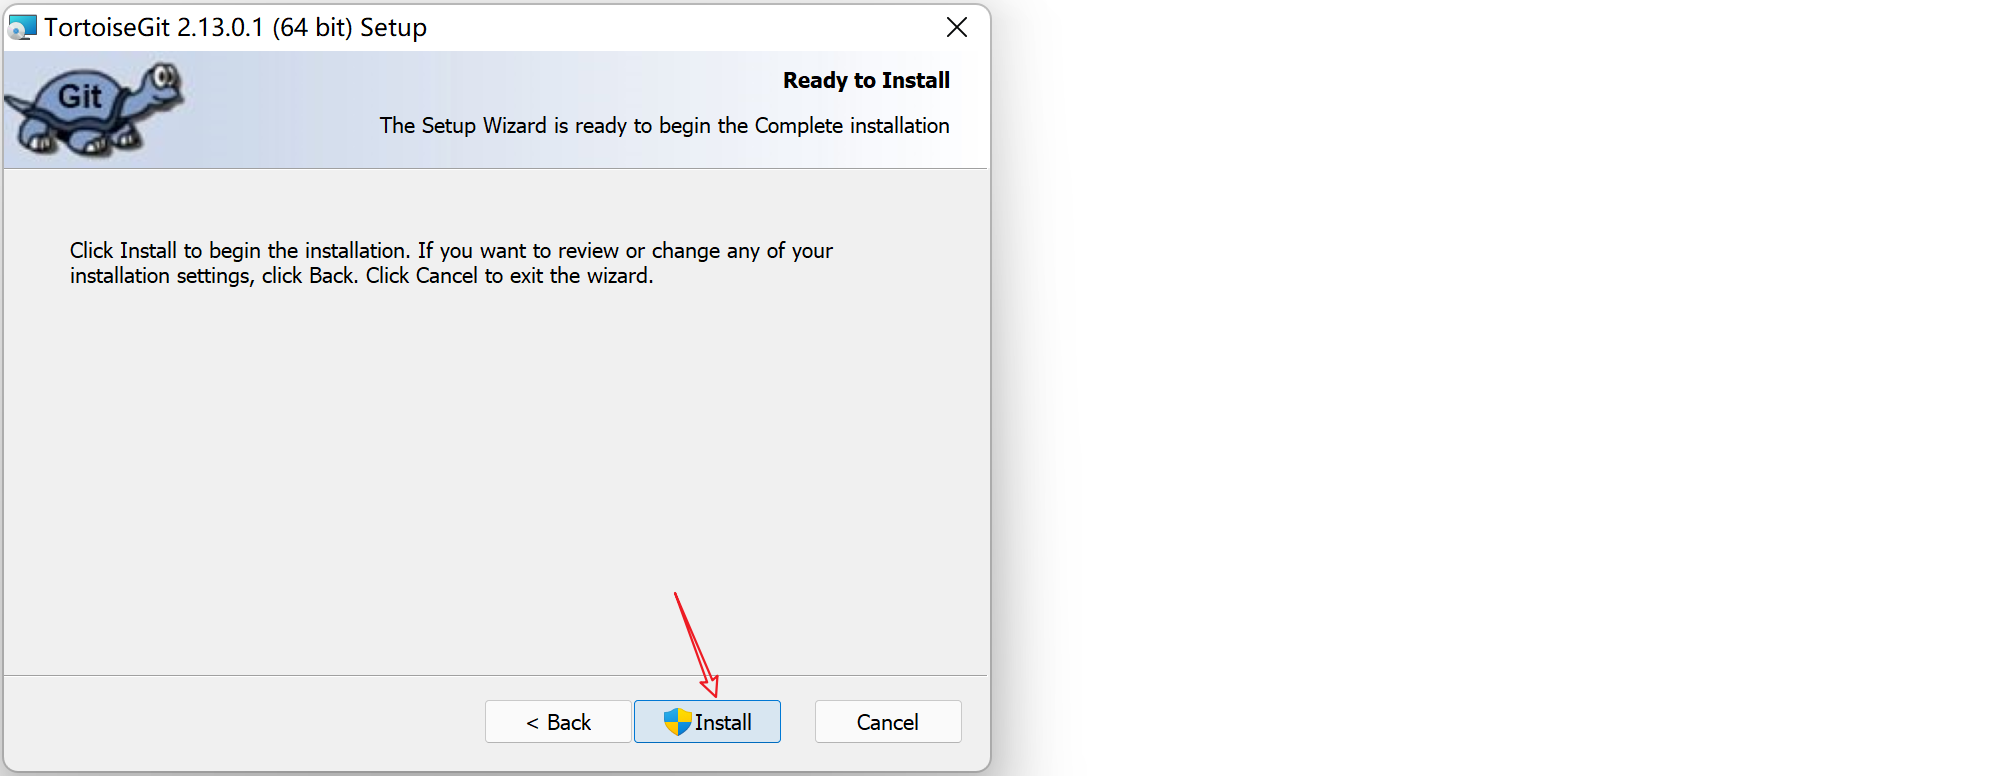 TortoiseGit 2.13.0.1 (64 bit) Setup
Git
Ready to Install
The Setup Wizard is ready to begin the Complete installation
Click Install to begin the installation. If you want to review or change any of your
installation settings, click Back. Click Cancel to exit the wizard.
< Back
Install
Cancel